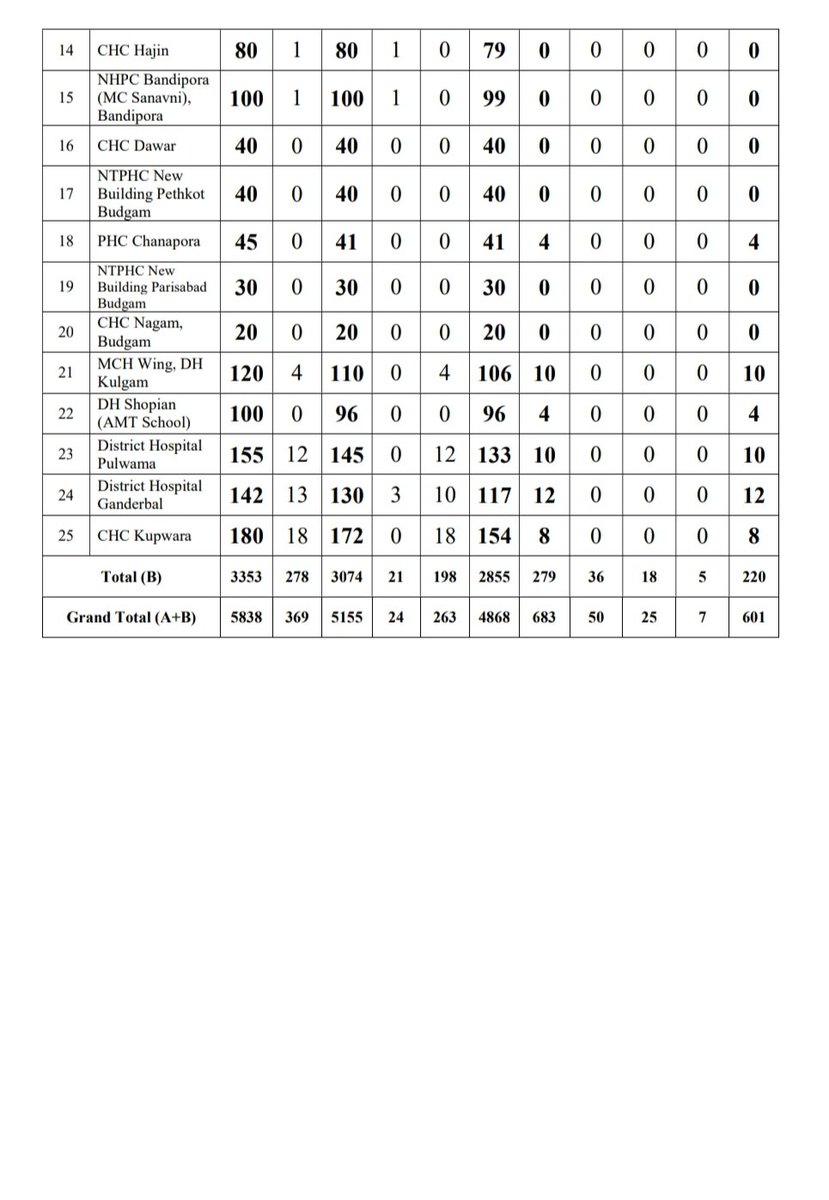 14 CHC Hajin 80 1 80 1 0 79 0 0 0 0 0
NHPC Bandipora
15 (MC Sanavni), 100 1 100 1 0 99 0 0 0 0 0
Bandipora
16 CHC Dawar 40 0 40 0 0 40 0 0 0 0 0
NTPHC New
17 Building Pethkot 40 0 40 0 0 40 0 0 0 0 0
Budgam
18 PHC Chanapora 45 0 41 0 0 41 4 0 0 0 4
NTPHC New
19 Building Parisabad 30 0 30 0 0 30 0 0 0 0 0
Budgam
20 CHC Nagam, 20 0 20 0 0 20 0 0 0 0 0
Budgam
21 MCH Wing, DH 120 4 110 0 4 106 10 0 0 0 10
Kulgam
22 DH Shopian 100 0 96 0 0 96 4 0 0 0 4
(AMT School)
23 District Hospital 155 12 145 0 12 133 10 0 0 0 10
Pulwama
24 District Hospital 142 13 130 3 10 117 12 0 0 0 12
Ganderbal
25 CHC Kupwara 180 18 172 0 18 154 8 0 0 0 8
Total (B) 3353 278 3074 21 198 2855 279 36 18 5 220
Grand Total (A+B) 5838 369 5155 24 263 4868 683 50 25 7 601